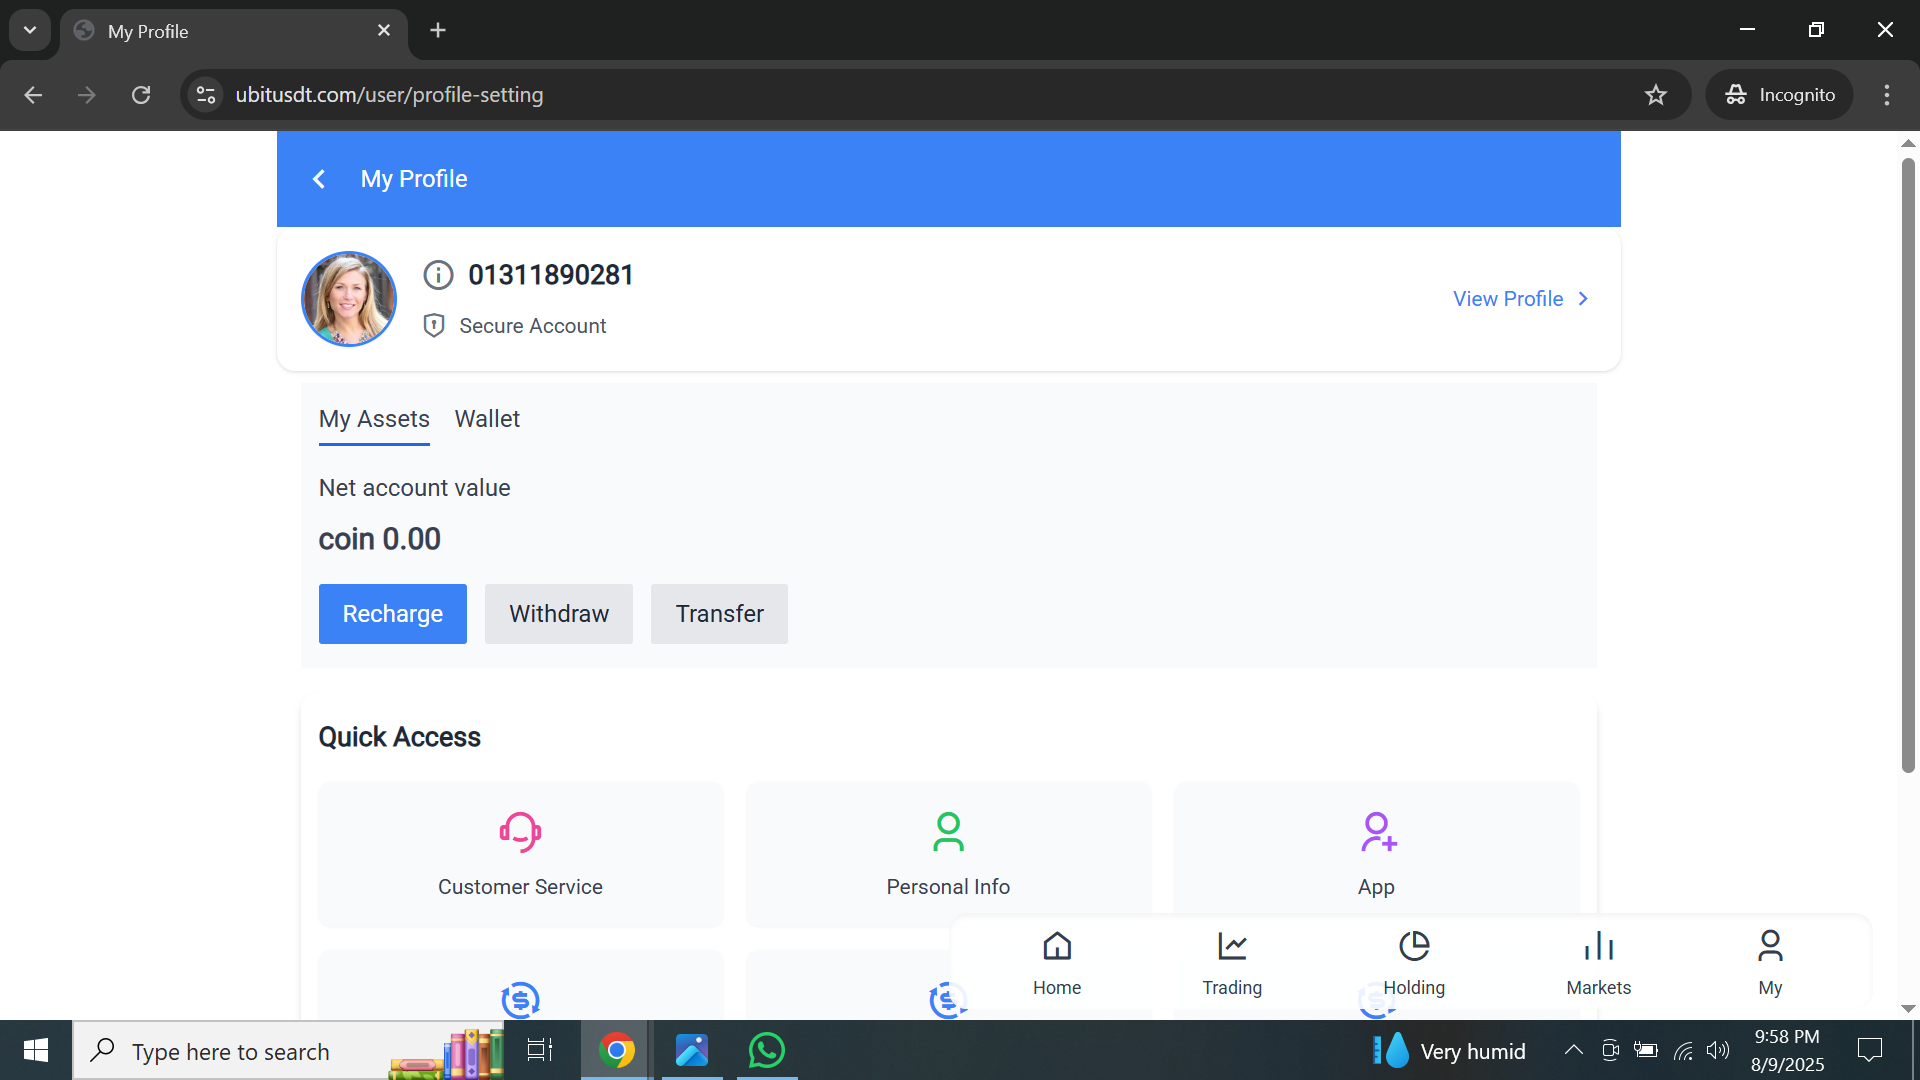 My Profile
ubitusdt.com/user/profile-setting
Incognito
My Profile
01311890281
Secure Account
View Profile
My Assets Wallet
Net account value
coin 0.00
Recharge Withdraw Transfer
Quick Access
Customer Service Personal Info App
Home Trading Holding Markets My
Type here to search
Very humid
9:58 PM
8/9/2025